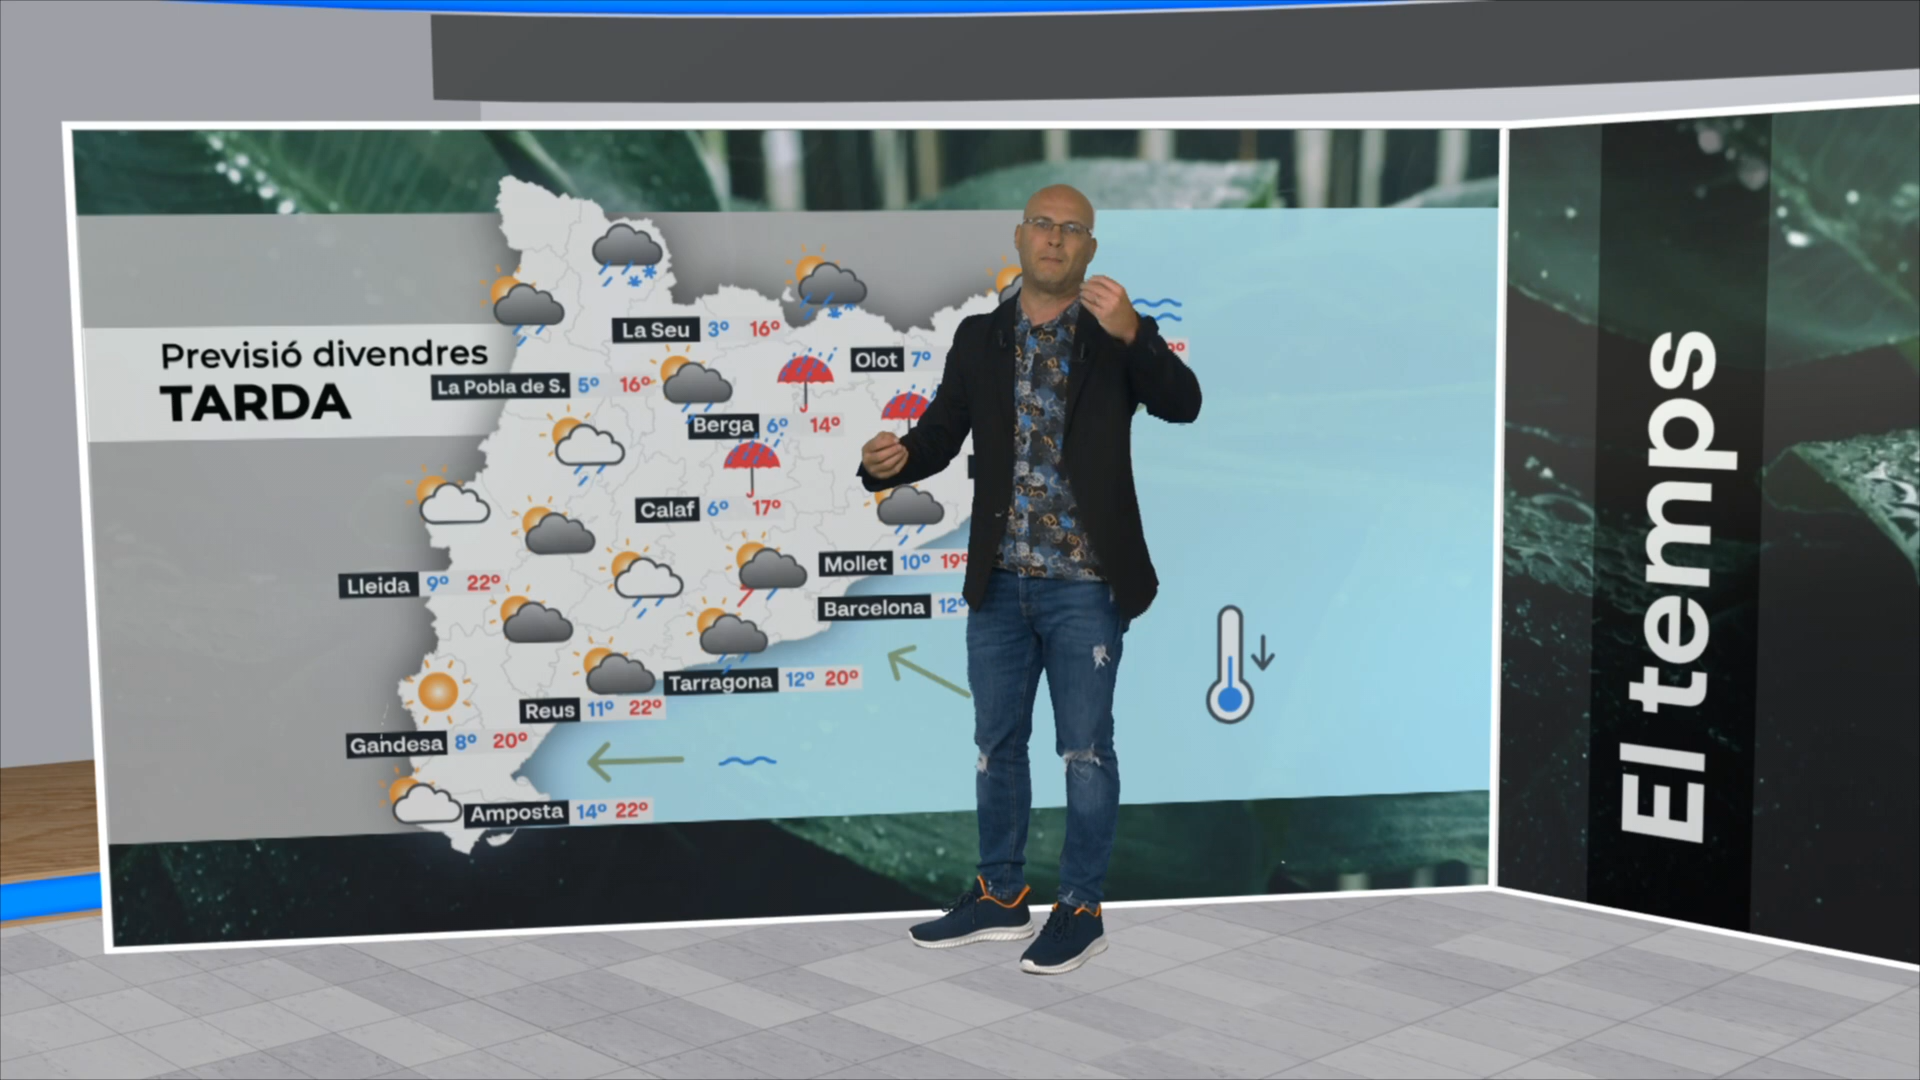 Previsió divendres
TARDA
La Seu 3º 16º
Olot 7º
La Pobla de S. 5º 16º
Berga 6º 14º
Calaf 6º 17º
Mollet 10º 19º
Lleida 9º 22º
Barcelona 12º
Tarragona 12º 20º
Reus 11º 22º
Gandesa 8º 20º
Amposta 14º 22º
El temps